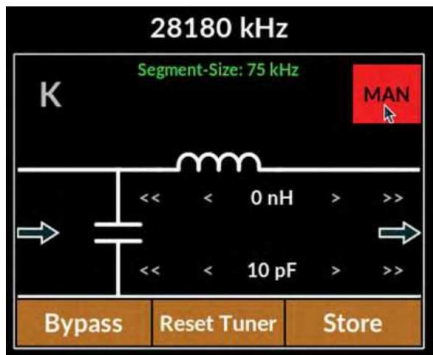 28180 kHz
Segment-Size: 75 kHz
K
MAN
<< < 0 nH > >>
<< < 10 pF > >>
Bypass Reset Tuner Store